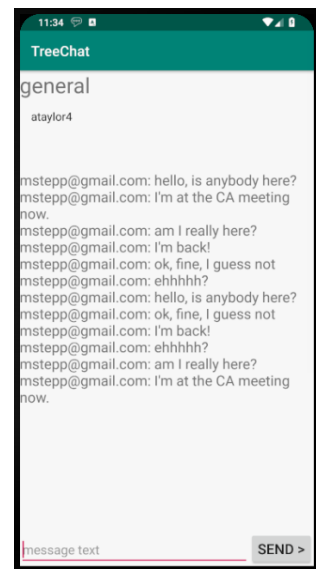 11:34
TreeChat
general
ataylor4
mstepp@gmail.com: hello, is anybody here?
mstepp@gmail.com: I'm at the CA meeting
now.
mstepp@gmail.com: am I really here?
mstepp@gmail.com: I'm back!
mstepp@gmail.com: ok, fine, I guess not
mstepp@gmail.com: ehhhhh?
mstepp@gmail.com: hello, is anybody here?
mstepp@gmail.com: ok, fine, I guess not
mstepp@gmail.com: I'm back!
mstepp@gmail.com: ehhhhh?
mstepp@gmail.com: am I really here?
mstepp@gmail.com: I'm at the CA meeting
now.
message text SEND >